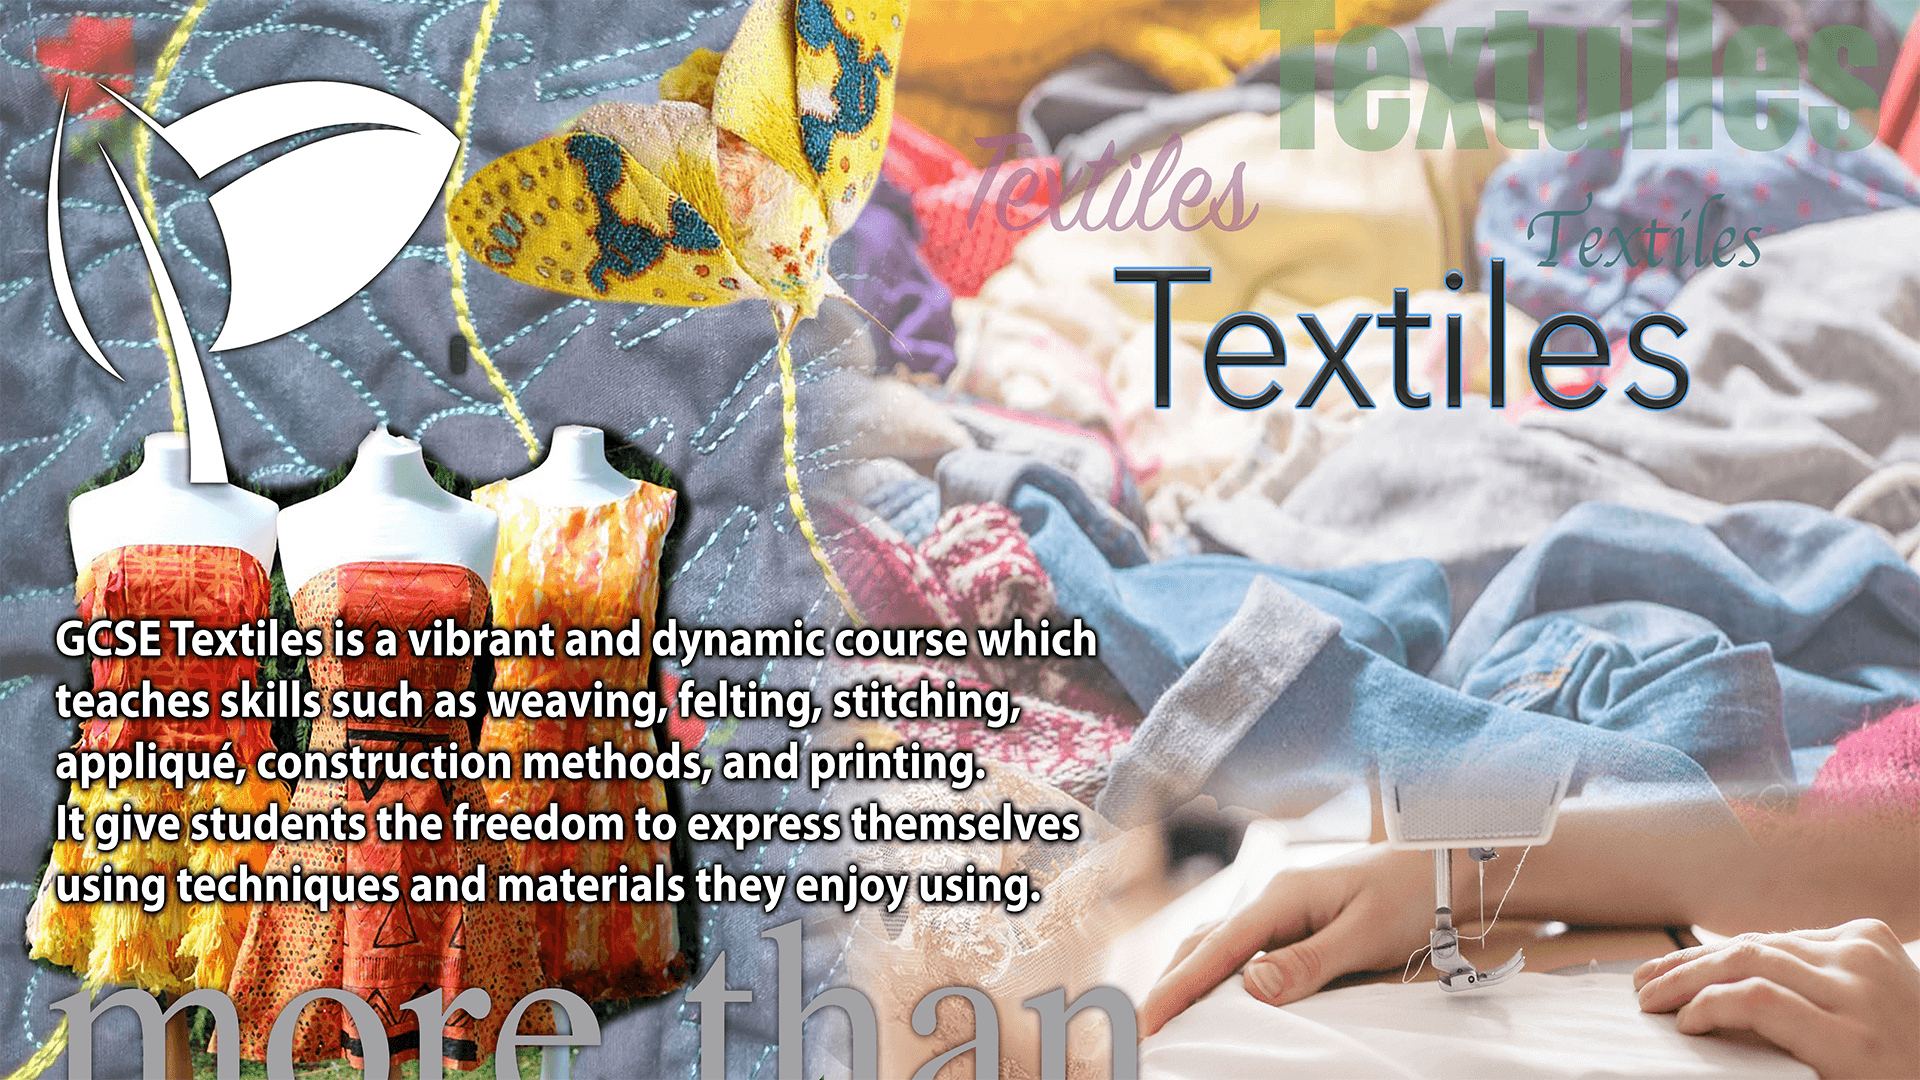 Textuiles
Textiles
Textiles
Textiles
GCSE Textiles is a vibrant and dynamic course which
teaches skills such as weaving, felting, stitching,
appliqué, construction methods, and printing.
It give students the freedom to express themselves
using techniques and materials they enjoy using.
more than